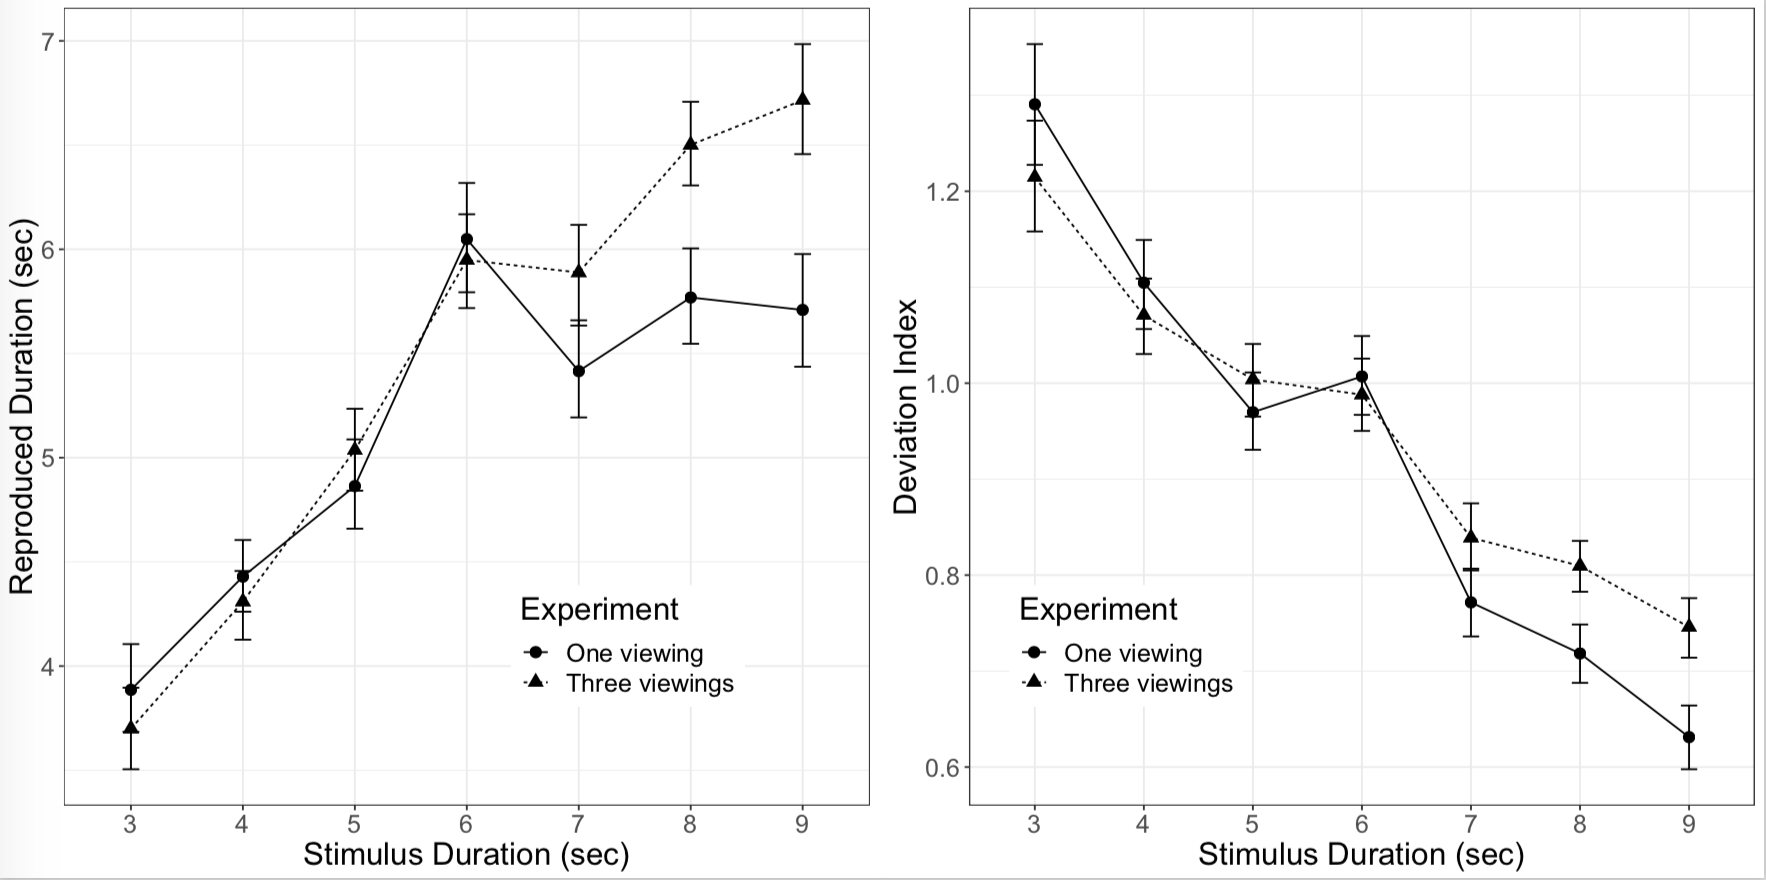 Reproduced Duration (sec)
7
6
5
4
Experiment
One viewing
Three viewings
3 4 5 6 7 8 9
Stimulus Duration (sec)
Deviation Index
1.2
1.0
0.8
0.6
Experiment
One viewing
Three viewings
3 4 5 6 7 8 9
Stimulus Duration (sec)